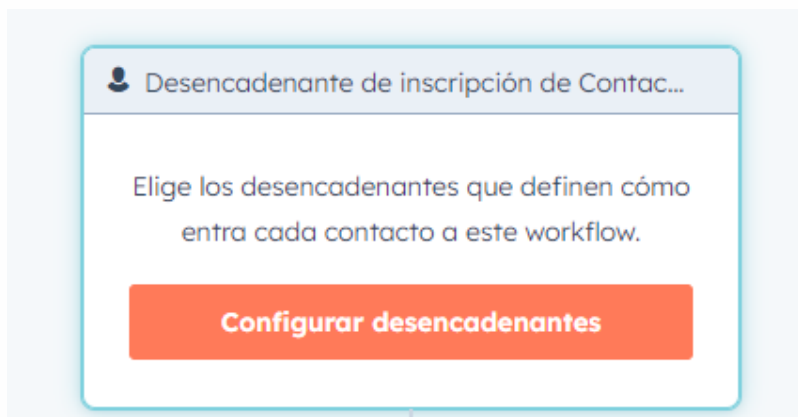 Desencadenante de inscripción de Contac...
Elige los desencadenantes que definen cómo
entra cada contacto a este workflow.
Configurar desencadenantes